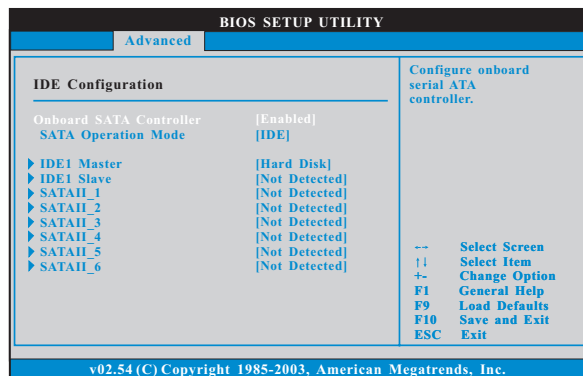 BIOS SETUP UTILITY
Advanced
IDE Configuration
Onboard SATA Controller [Enabled]
SATA Operation Mode [IDE]
IDE1 Master [Hard Disk]
IDE1 Slave [Not Detected]
SATAII_1 [Not Detected]
SATAII_2 [Not Detected]
SATAII_3 [Not Detected]
SATAII_4 [Not Detected]
SATAII_5 [Not Detected]
SATAII_6 [Not Detected]
Configure onboard
serial ATA
controller.
←→ Select Screen
↑↓ Select Item
+- Change Option
F1 General Help
F9 Load Defaults
F10 Save and Exit
ESC Exit
v02.54 (C) Copyright 1985-2003, American Megatrends, Inc.